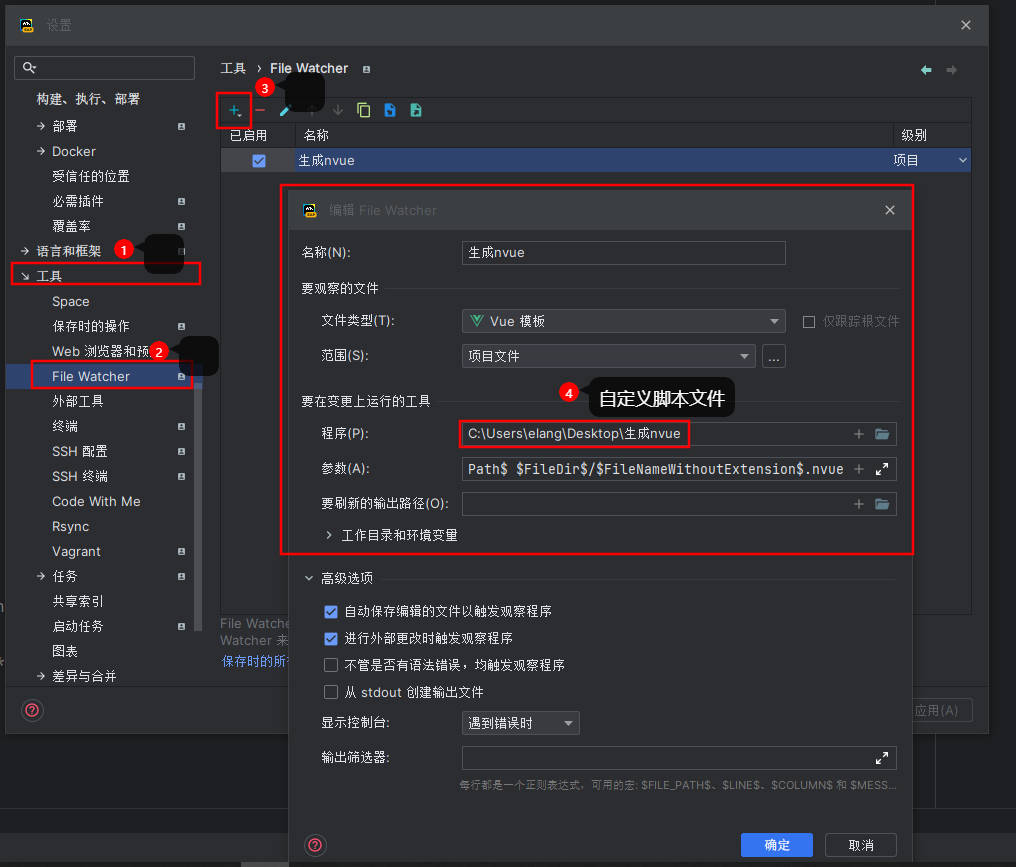 设置
工具 › File Watcher
3
构建、执行、部署
部署
Docker
受信任的位置
必需插件
覆盖率
语言和框架
1
工具
Space
保存时的操作
Web 浏览器和预
2
File Watcher
外部工具
终端
SSH 配置
SSH 终端
Code With Me
Rsync
Vagrant
任务
共享索引
启动任务
图表
差异与合并
已启用 名称 级别
生成nvue 项目
编辑 File Watcher
名称(N): 生成nvue
要观察的文件
文件类型(T): Vue 模板 仅跟踪根文件
范围(S): 项目文件 ...
4 自定义脚本文件
要在变更上运行的工具
程序(P): C:\Users\elang\Desktop\生成nvue
参数(A): Path$ $FileDir$/$FileNameWithoutExtension$.nvue
要刷新的输出路径(O):
工作目录和环境变量
高级选项
自动保存编辑的文件以触发观察程序
进行外部更改时触发观察程序
不管是否有语法错误，均触发观察程序
从 stdout 创建输出文件
显示控制台: 遇到错误时
输出筛选器:
每行都是一个正则表达式，可用的宏: $FILE_PATH$、$LINE$、$COLUMN$ 和 $MESS...
确定 取消
File Watche
Watcher 来
保存时的所
应用(A)